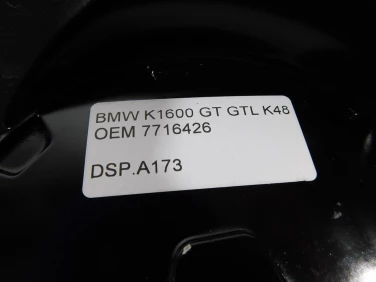 BMW K1600 GT GTL K48
OEM 7716426
DSP.A173